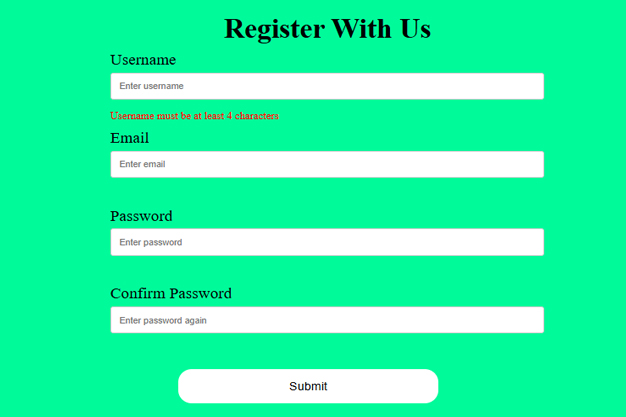 Register With Us
Username
Enter username
Username must be at least 4 characters
Email
Enter email
Password
Enter password
Confirm Password
Enter password again
Submit